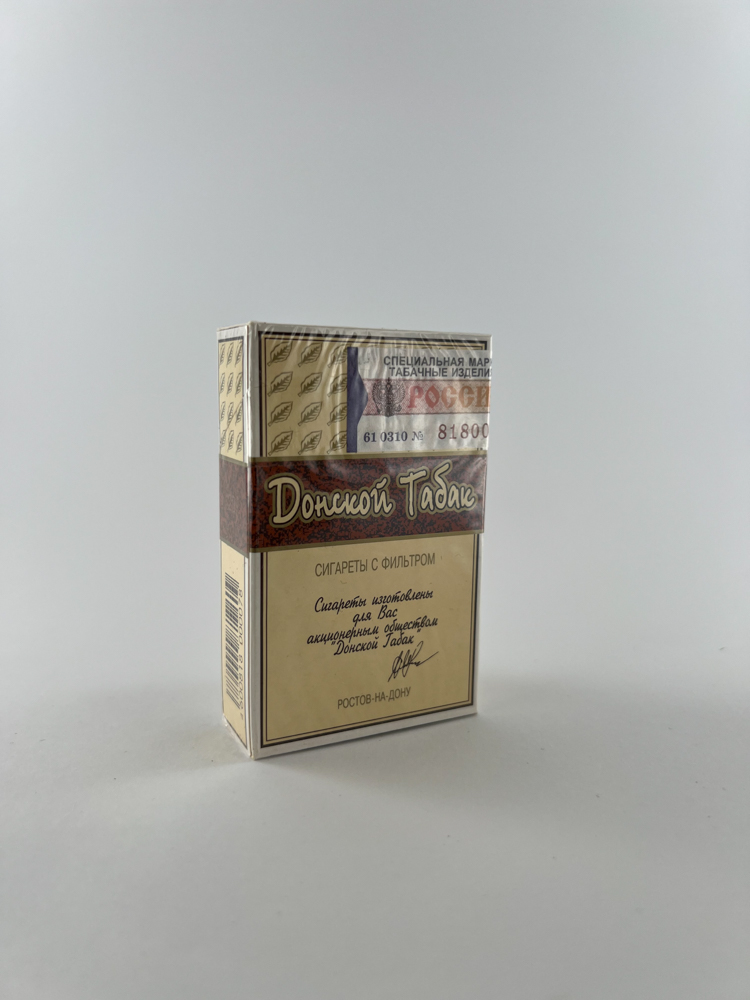 СПЕЦИАЛЬНАЯ МАР
ТАБАЧНЫЕ ИЗДЕЛИ
РОССИ
61 0310 № 81800
Донской Табак
СИГАРЕТЫ С ФИЛЬТРОМ
Сигареты изготовлены
для Вас
акционерным обществом
"Донской Табак"
РОСТОВ-НА-ДОНУ